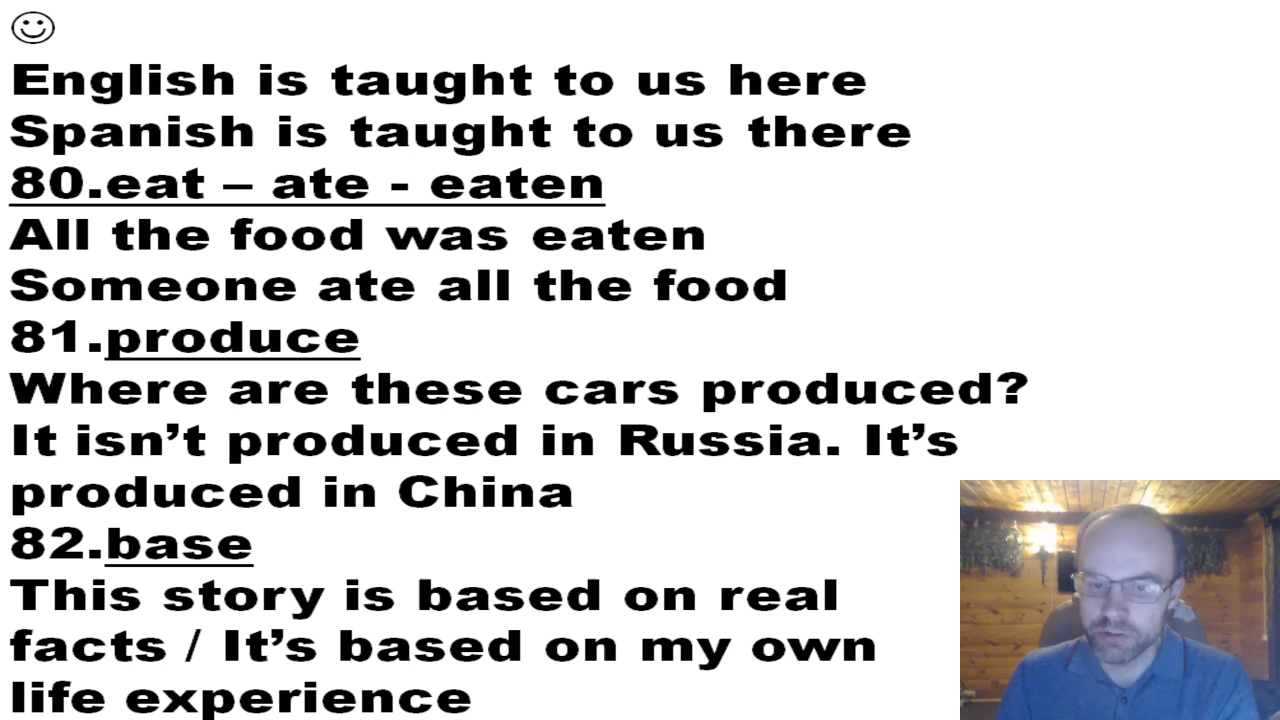 English is taught to us here
Spanish is taught to us there
80.eat – ate - eaten
All the food was eaten
Someone ate all the food
81.produce
Where are these cars produced?
It isn’t produced in Russia. It’s
produced in China
82.base
This story is based on real
facts / It’s based on my own
life experience